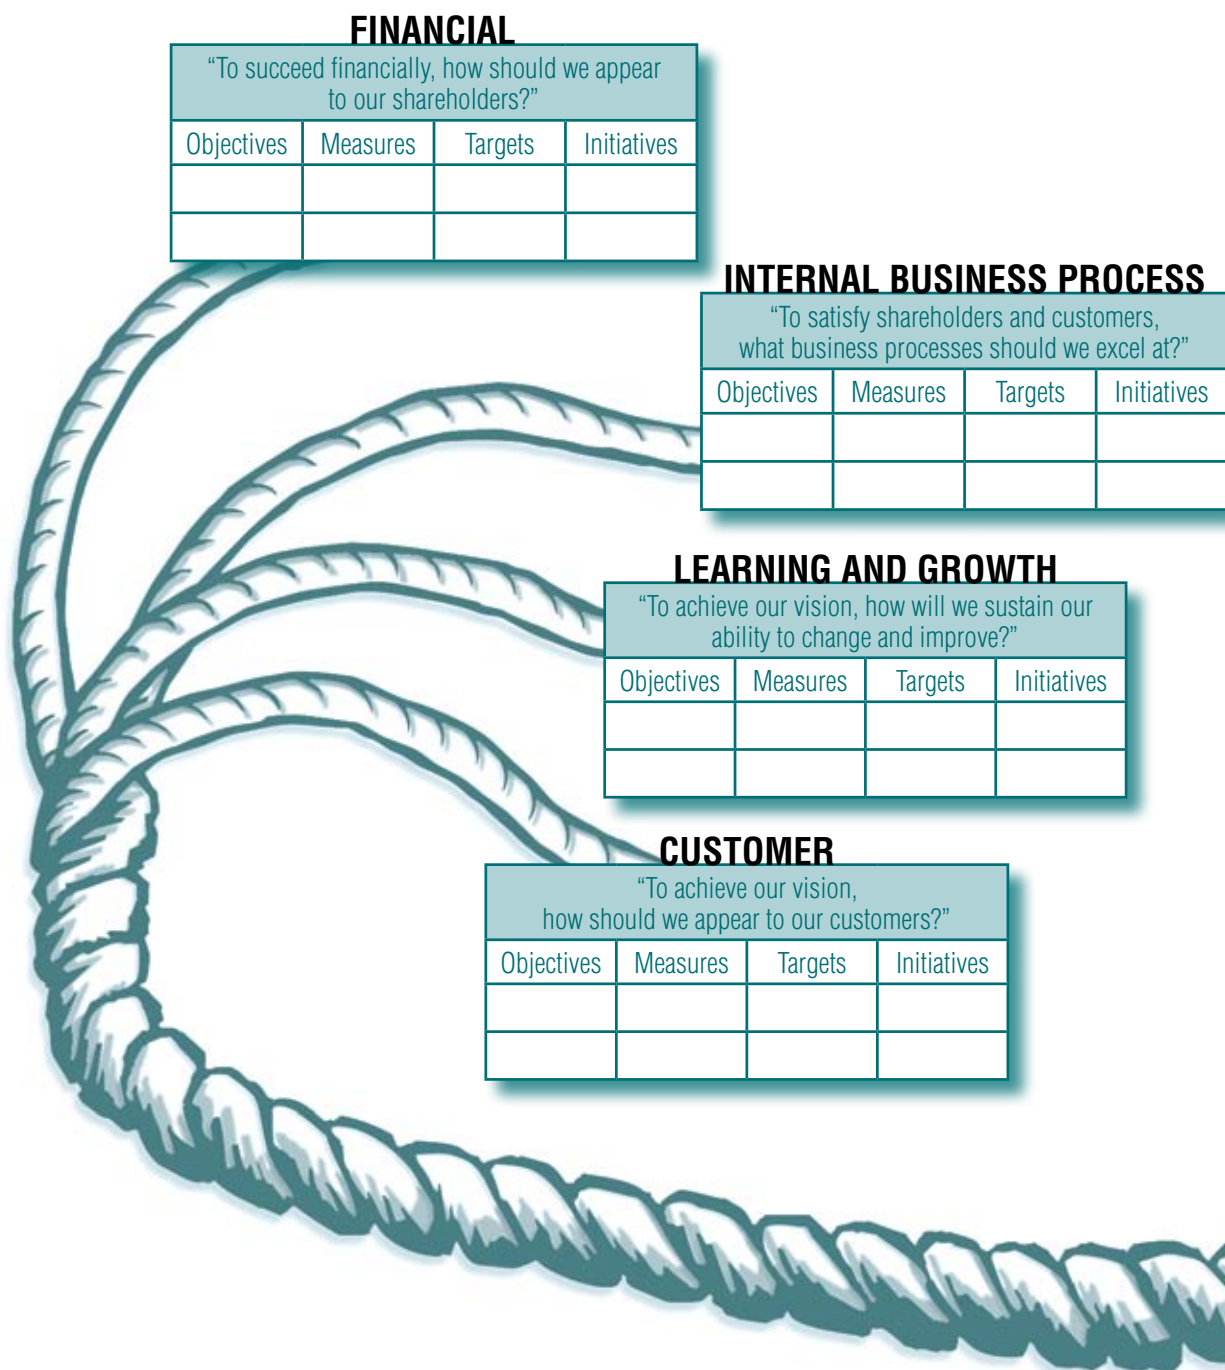 FINANCIAL
“To succeed financially, how should we appear
to our shareholders?”
Objectives Measures Targets Initiatives
INTERNAL BUSINESS PROCESS
“To satisfy shareholders and customers,
what business processes should we excel at?”
Objectives Measures Targets Initiatives
LEARNING AND GROWTH
“To achieve our vision, how will we sustain our
ability to change and improve?”
Objectives Measures Targets Initiatives
CUSTOMER
“To achieve our vision,
how should we appear to our customers?”
Objectives Measures Targets Initiatives